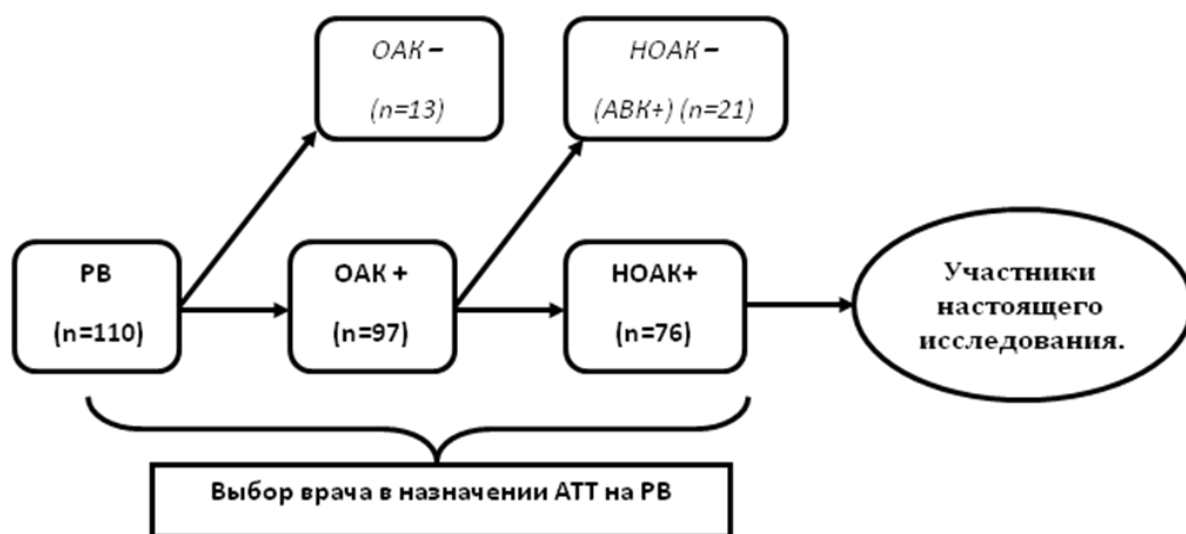 ОАК –
(n=13)
НОАК –
(АВК+) (n=21)
РВ
(n=110)
ОАК +
(n=97)
НОАК+
(n=76)
Участники
настоящего
исследования.
Выбор врача в назначении АТТ на РВ